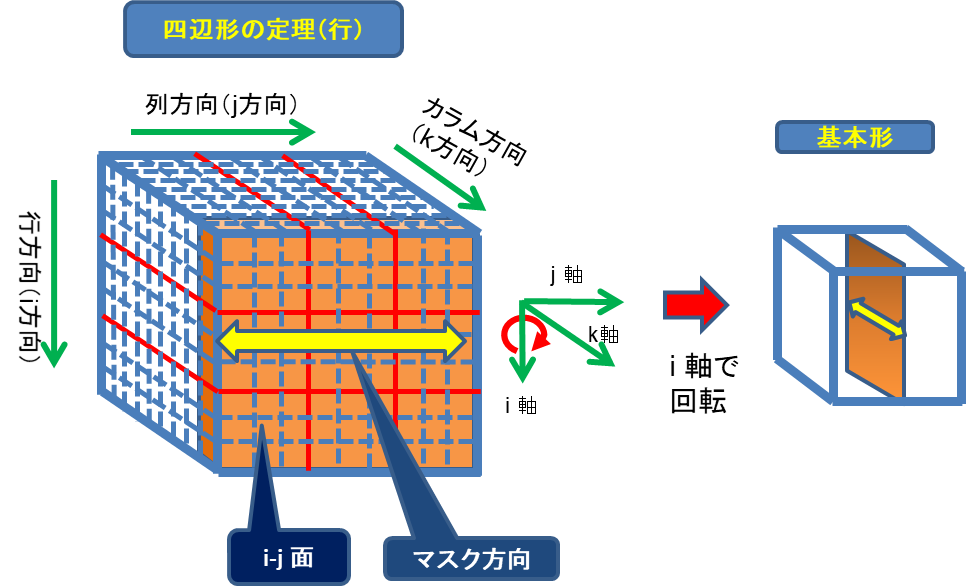 四辺形の定理(行)
列方向(j方向)
カラム方向
(k方向)
基本形
行方向(i方向)
j 軸
k軸
i 軸
i 軸で
回転
i-j 面
マスク方向